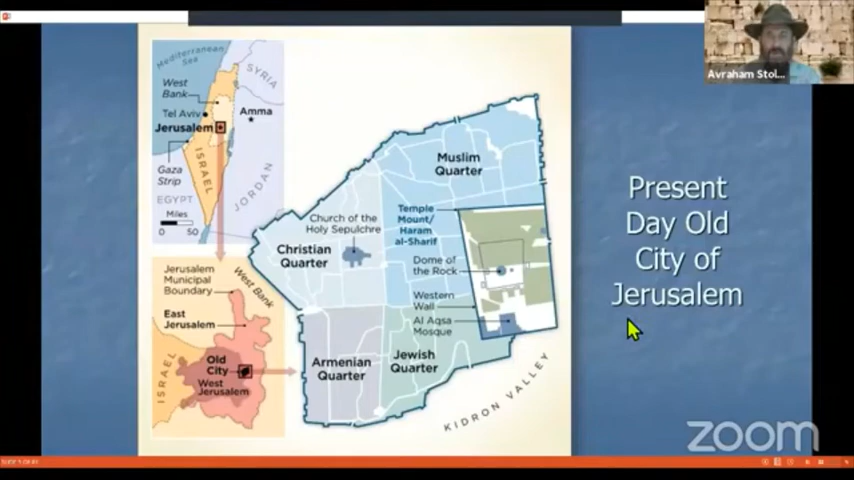 Avraham Stol...
Mediterranean
Sea
SYRIA
West
Bank
Tel Aviv
Amma
Jerusalem
ISRAEL
JORDAN
Gaza
Strip
EGYPT
Miles
0 50
Jerusalem
Municipal
Boundary
West Bank
East
Jerusalem
ISRAEL
Old
City
West
Jerusalem
Muslim
Quarter
Church of the
Holy Sepulchre
Temple
Mount/
Haram
al-Sharif
Christian
Quarter
Dome of
the Rock
Western
Wall
Al Aqsa
Mosque
Armenian
Quarter
Jewish
Quarter
KIDRON VALLEY
Present
Day Old
City of
Jerusalem
zoom